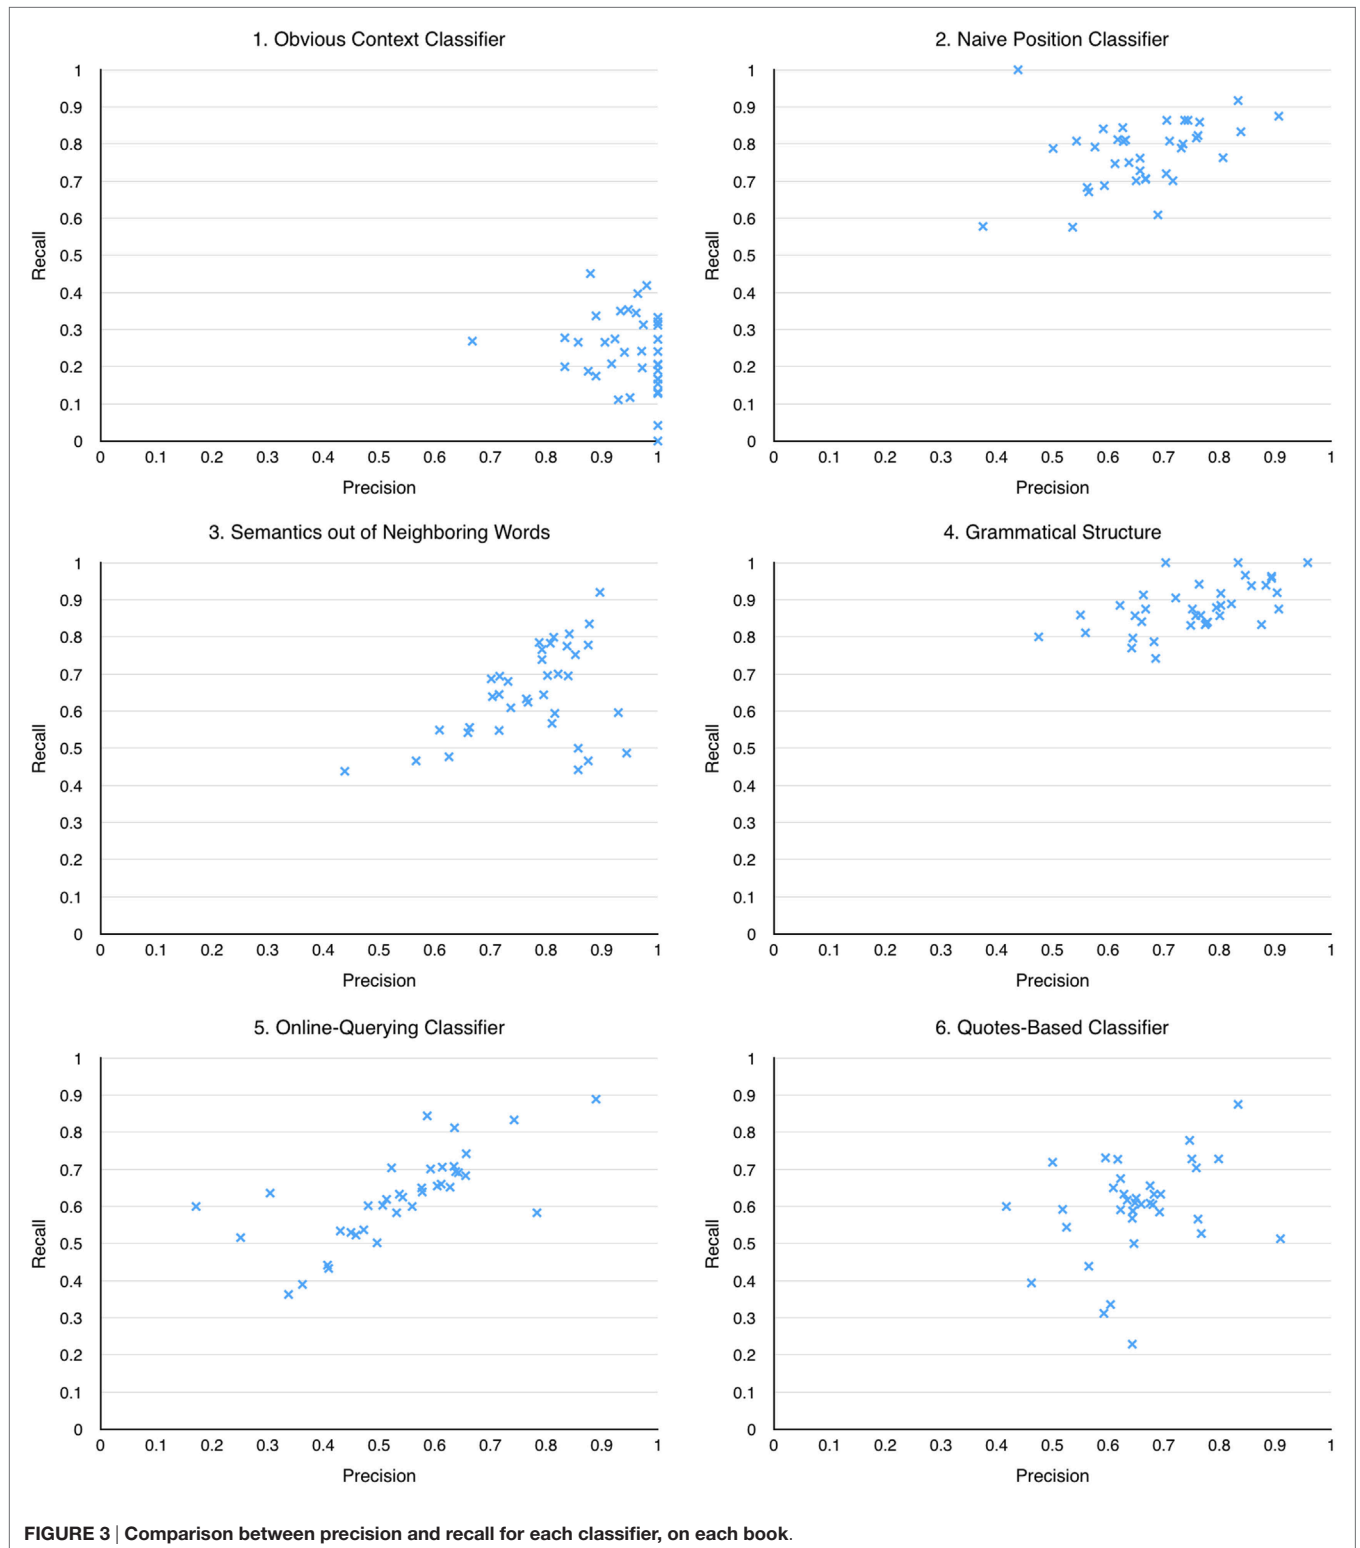 1. Obvious Context Classifier
1
0.9
0.8
0.7
0.6
0.5
0.4
0.3
0.2
0.1
0
Recall
0 0.1 0.2 0.3 0.4 0.5 0.6 0.7 0.8 0.9 1
Precision
2. Naive Position Classifier
1
0.9
0.8
0.7
0.6
0.5
0.4
0.3
0.2
0.1
0
Recall
0 0.1 0.2 0.3 0.4 0.5 0.6 0.7 0.8 0.9 1
Precision
3. Semantics out of Neighboring Words
1
0.9
0.8
0.7
0.6
0.5
0.4
0.3
0.2
0.1
0
Recall
0 0.1 0.2 0.3 0.4 0.5 0.6 0.7 0.8 0.9 1
Precision
4. Grammatical Structure
1
0.9
0.8
0.7
0.6
0.5
0.4
0.3
0.2
0.1
0
Recall
0 0.1 0.2 0.3 0.4 0.5 0.6 0.7 0.8 0.9 1
Precision
5. Online-Querying Classifier
1
0.9
0.8
0.7
0.6
0.5
0.4
0.3
0.2
0.1
0
Recall
0 0.1 0.2 0.3 0.4 0.5 0.6 0.7 0.8 0.9 1
Precision
6. Quotes-Based Classifier
1
0.9
0.8
0.7
0.6
0.5
0.4
0.3
0.2
0.1
0
Recall
0 0.1 0.2 0.3 0.4 0.5 0.6 0.7 0.8 0.9 1
Precision
FIGURE 3 | Comparison between precision and recall for each classifier, on each book.